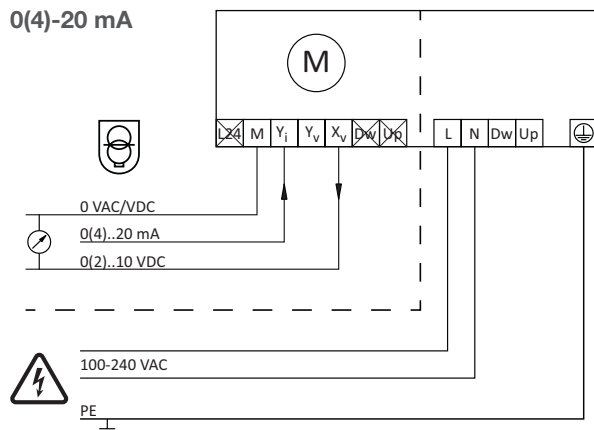 0(4)-20 mA
M
L24 M Yi Yv Xv Dw Up L N Dw Up
0 VAC/VDC
0(4)..20 mA
0(2)..10 VDC
100-240 VAC
PE